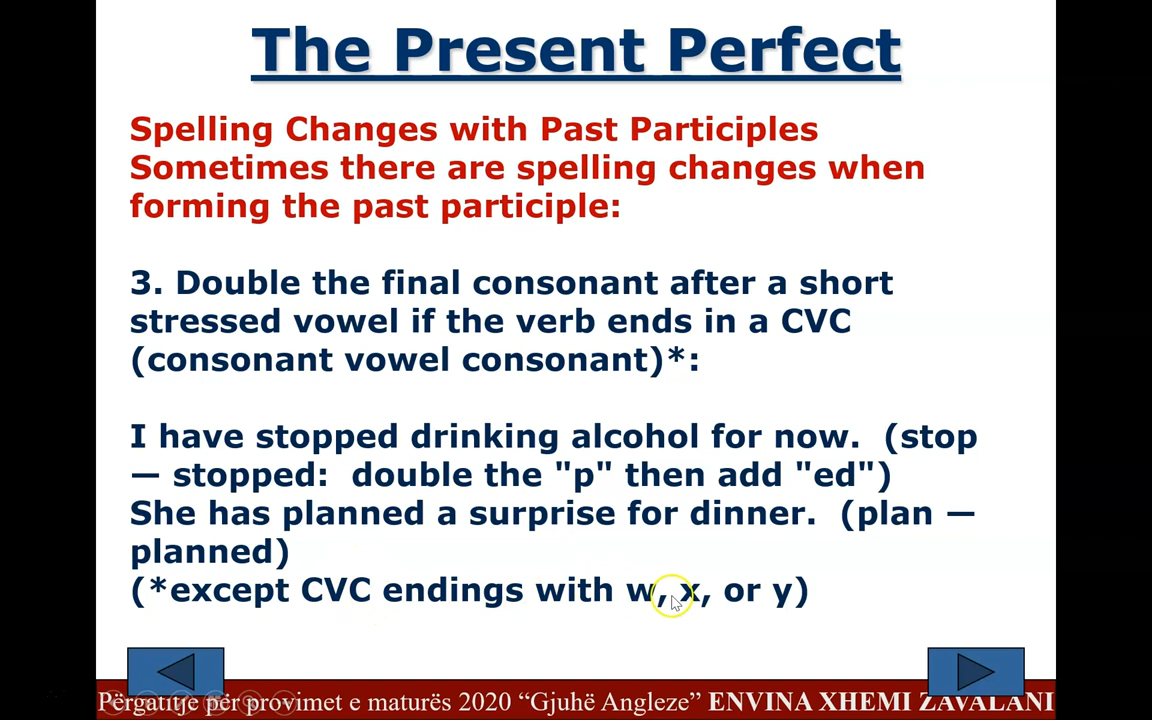 The Present Perfect
Spelling Changes with Past Participles
Sometimes there are spelling changes when
forming the past participle:
3. Double the final consonant after a short
stressed vowel if the verb ends in a CVC
(consonant vowel consonant)*:
I have stopped drinking alcohol for now.  (stop
— stopped:  double the "p" then add "ed")
She has planned a surprise for dinner.  (plan —
planned)
(*except CVC endings with w, x, or y)
Përgatitje për provimet e maturës 2020 “Gjuhë Angleze” ENVINA XHEMI ZAVALANI